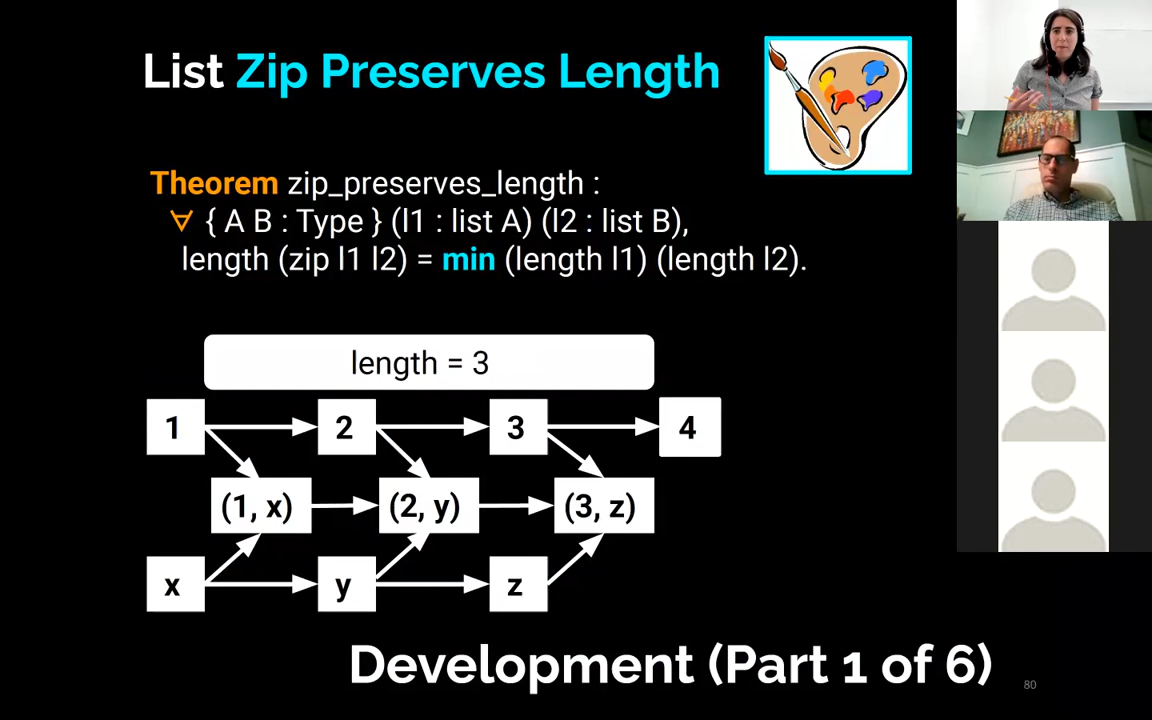 List Zip Preserves Length
Theorem zip_preserves_length :
∀ { A B : Type } (l1 : list A) (l2 : list B),
length (zip l1 l2) = min (length l1) (length l2).
length = 3
1 2 3 4
(1, x) (2, y) (3, z)
x y z
Development (Part 1 of 6)
80